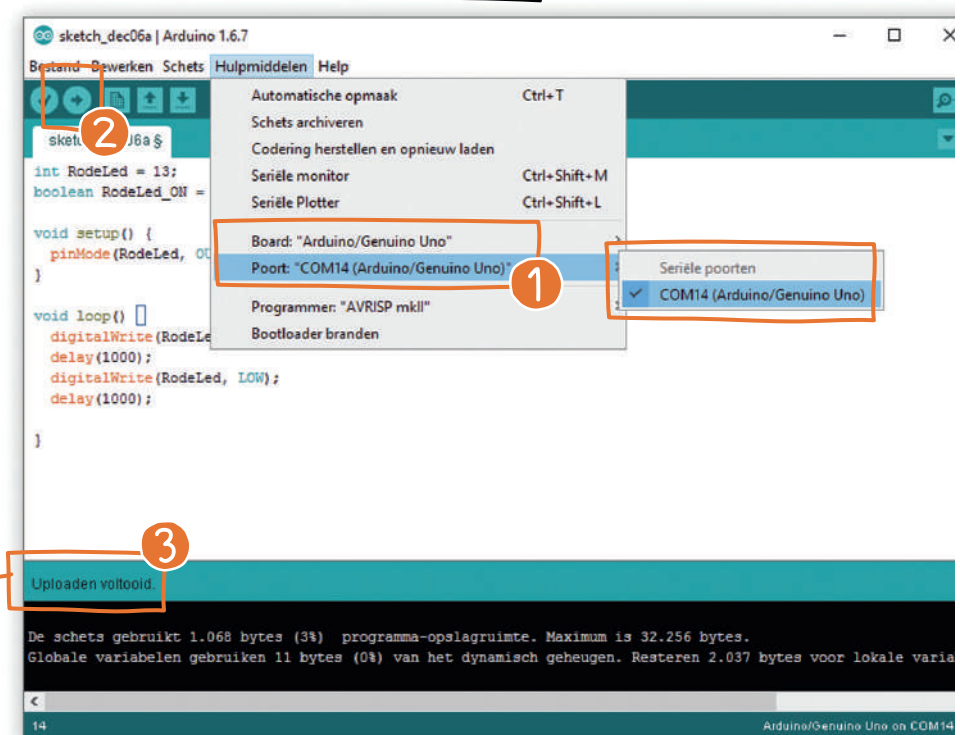 sketch_dec06a | Arduino 1.6.7
Bestand Bewerken Schets Hulpmiddelen Help
Automatische opmaak Ctrl+T
Schets archiveren
Codering herstellen en opnieuw laden
Seriële monitor Ctrl+Shift+M
Seriële Plotter Ctrl+Shift+L
Board: "Arduino/Genuino Uno"
Poort: "COM14 (Arduino/Genuino Uno)"
Programmer: "AVRISP mkII"
Bootloader branden
1
Seriële poorten
COM14 (Arduino/Genuino Uno)
2
06a §
int RodeLed = 13;
boolean RodeLed_ON =
void setup() {
pinMode(RodeLed, OU
}
void loop()
digitalWrite(RodeLe
delay(1000);
digitalWrite(RodeLed, LOW);
delay(1000);
}
3
Uploaden voltooid.
De schets gebruikt 1.068 bytes (3%) programma-opslagruimte. Maximum is 32.256 bytes.
Globale variabelen gebruiken 11 bytes (0%) van het dynamisch geheugen. Resteren 2.037 bytes voor lokale varia
14
Arduino/Genuino Uno on COM14